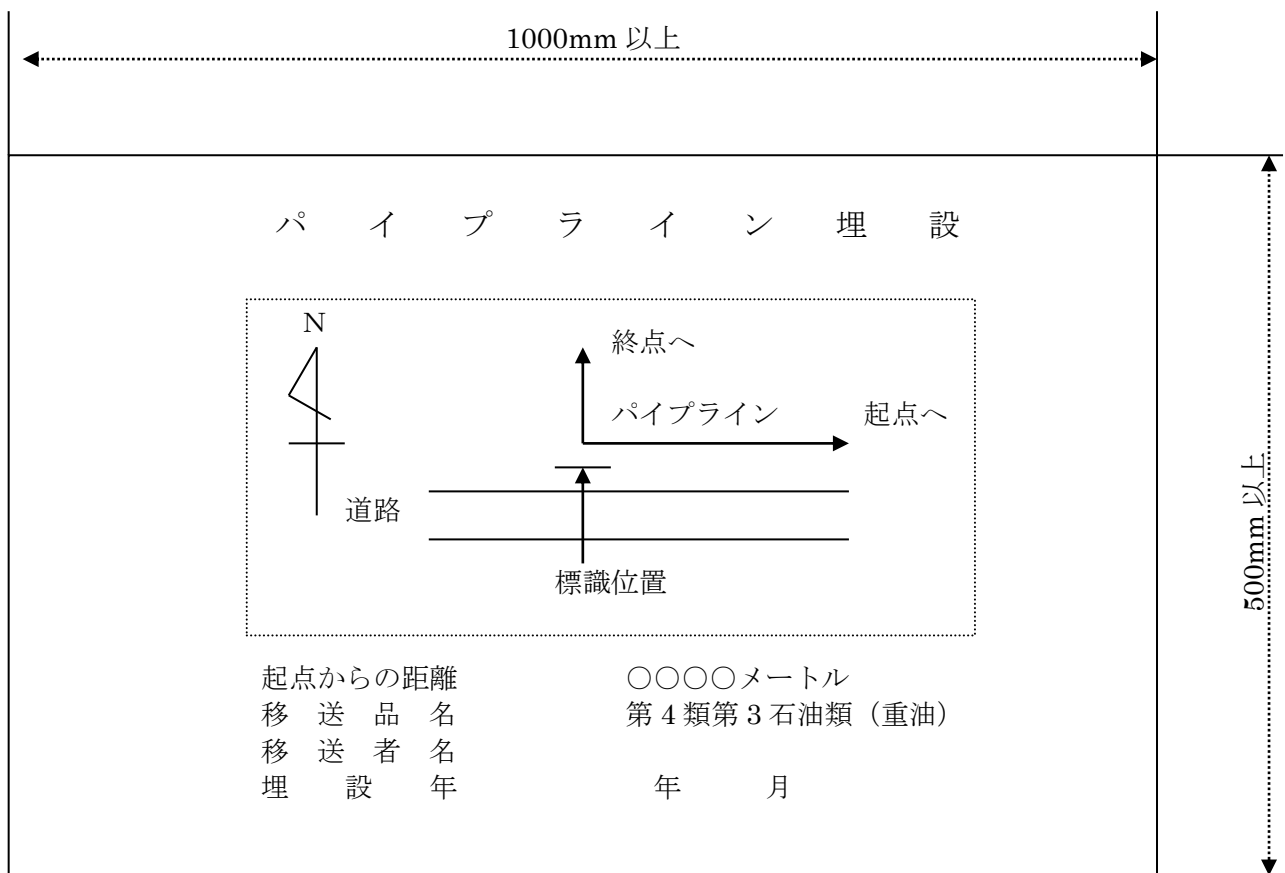 1000mm 以上
パイプライン埋設
N
終点へ
パイプライン
起点へ
道路
標識位置
500mm 以上
起点からの距離 ○○○○メートル
移送品名 第4類第3石油類（重油）
移送者名
埋設年 年 月